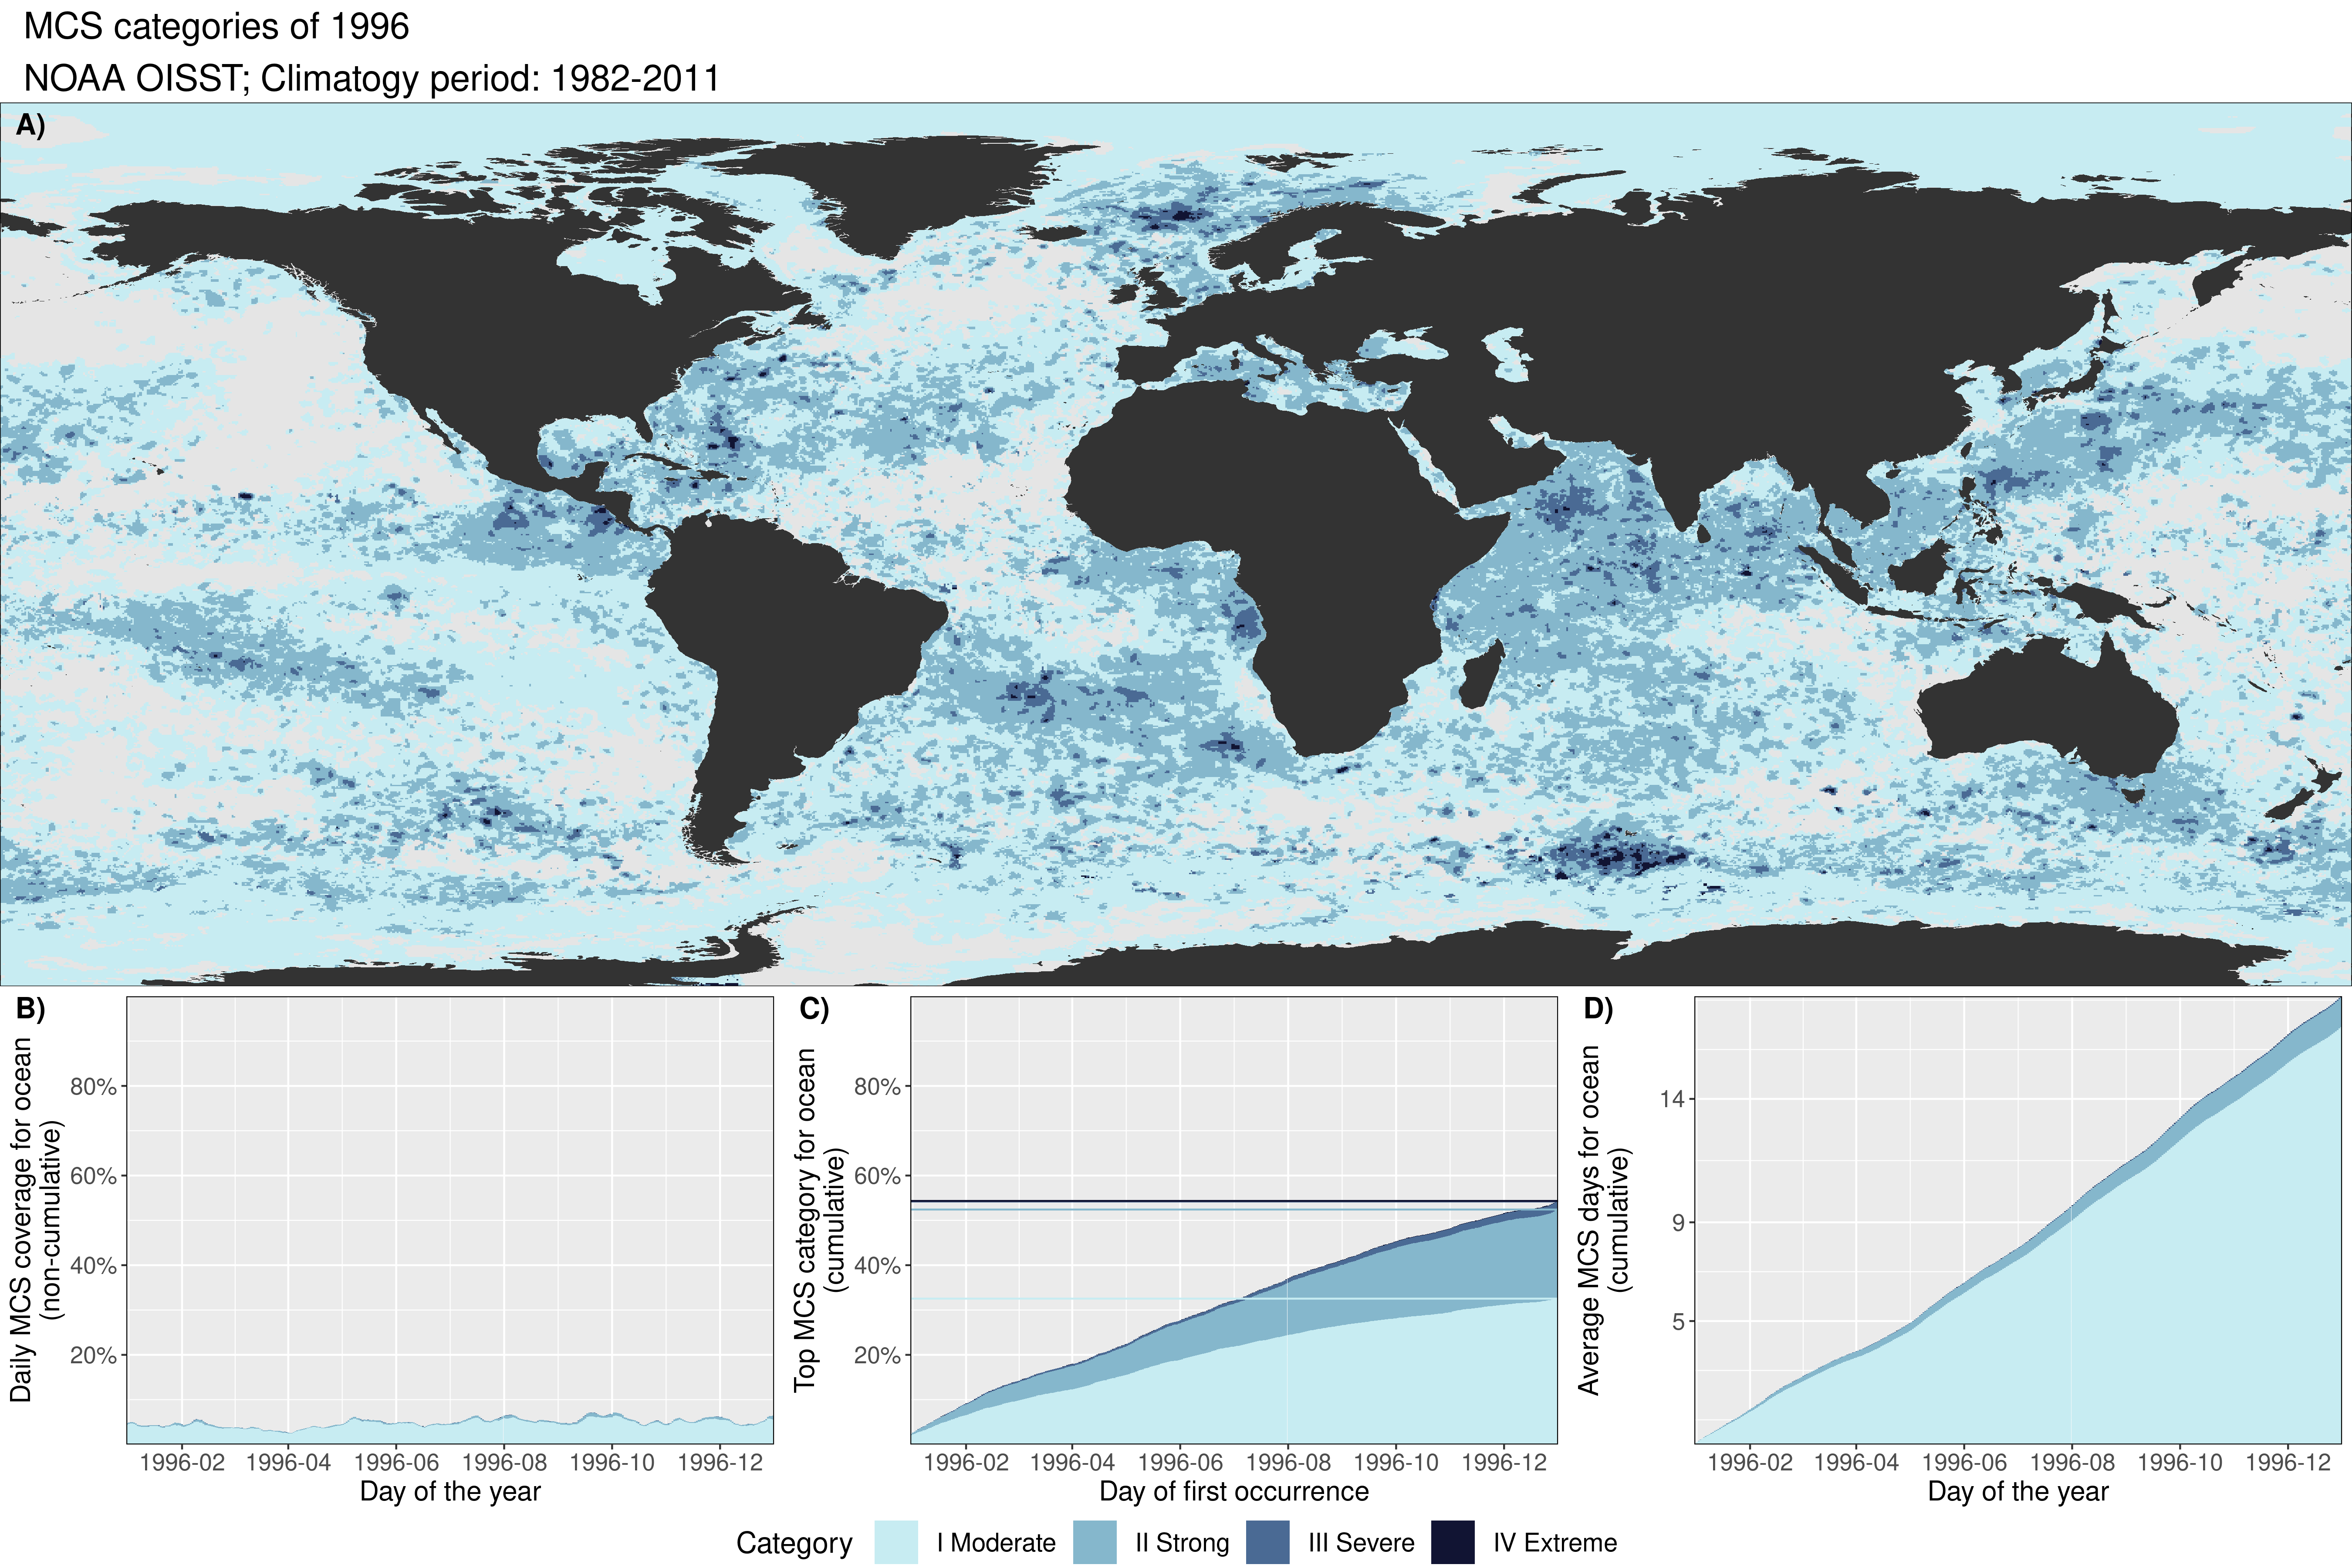 MCS categories of 1996
NOAA OISST; Climatogy period: 1982-2011
A)
B)
Daily MCS coverage for ocean
(non-cumulative)
80%
60%
40%
20%
1996-02 1996-04 1996-06 1996-08 1996-10 1996-12
Day of the year
C)
Top MCS category for ocean
(cumulative)
80%
60%
40%
20%
1996-02 1996-04 1996-06 1996-08 1996-10 1996-12
Day of first occurrence
D)
Average MCS days for ocean
(cumulative)
14
9
5
1996-02 1996-04 1996-06 1996-08 1996-10 1996-12
Day of the year
Category I Moderate II Strong III Severe IV Extreme